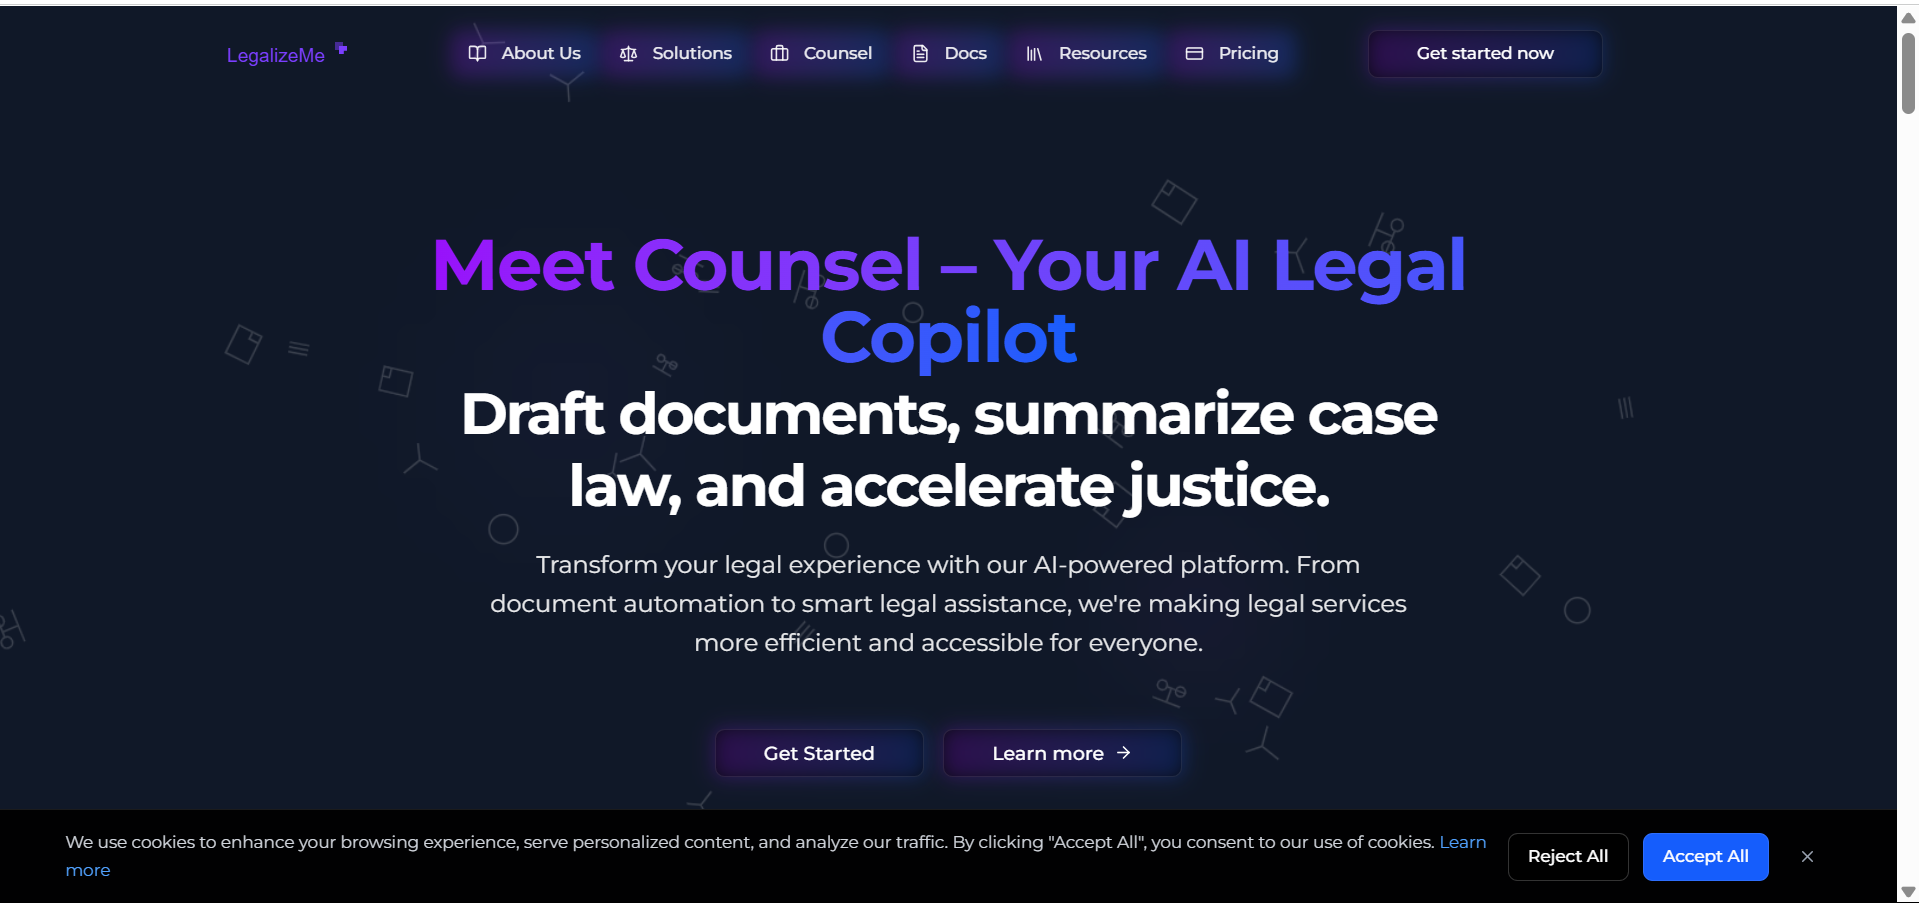 LegalizeMe
About Us
Solutions
Counsel
Docs
Resources
Pricing
Get started now
Meet Counsel – Your AI Legal
Copilot
Draft documents, summarize case
law, and accelerate justice.
Transform your legal experience with our AI-powered platform. From
document automation to smart legal assistance, we're making legal services
more efficient and accessible for everyone.
Get Started
Learn more
We use cookies to enhance your browsing experience, serve personalized content, and analyze our traffic. By clicking "Accept All", you consent to our use of cookies. Learn
more
Reject All
Accept All